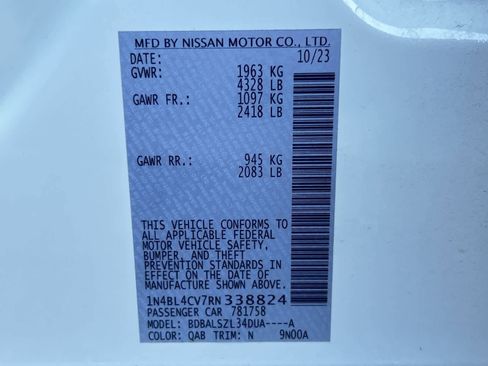 MFD BY NISSAN MOTOR CO., LTD.
DATE: 10/23
GVWR: 1963 KG
4328 LB
GAWR FR.: 1097 KG
2418 LB
GAWR RR.: 945 KG
2083 LB
THIS VEHICLE CONFORMS TO
ALL APPLICABLE FEDERAL
MOTOR VEHICLE SAFETY,
BUMPER, AND THEFT
PREVENTION STANDARDS IN
EFFECT ON THE DATE OF
MANUFACTURE SHOWN ABOVE.
1N4BL4CV7RN338824
PASSENGER CAR 781758
MODEL: BDBALSZL34DUA----A
COLOR: QAB TRIM: N 9N00A